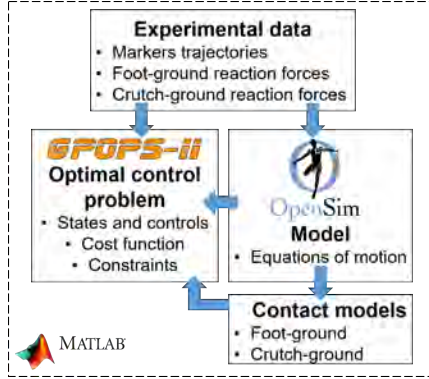 Experimental data
• Markers trajectories
• Foot-ground reaction forces
• Crutch-ground reaction forces
GPOPS-II
Optimal control
problem
• States and controls
• Cost function
• Constraints
OpenSim
Model
• Equations of motion
Contact models
• Foot-ground
• Crutch-ground
MATLAB